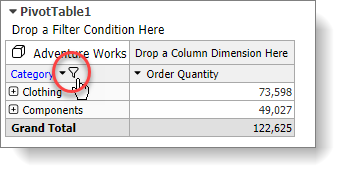 PivotTable1
Drop a Filter Condition Here
Adventure Works Drop a Column Dimension Here
Category Order Quantity
Clothing 73,598
Components 49,027
Grand Total 122,625